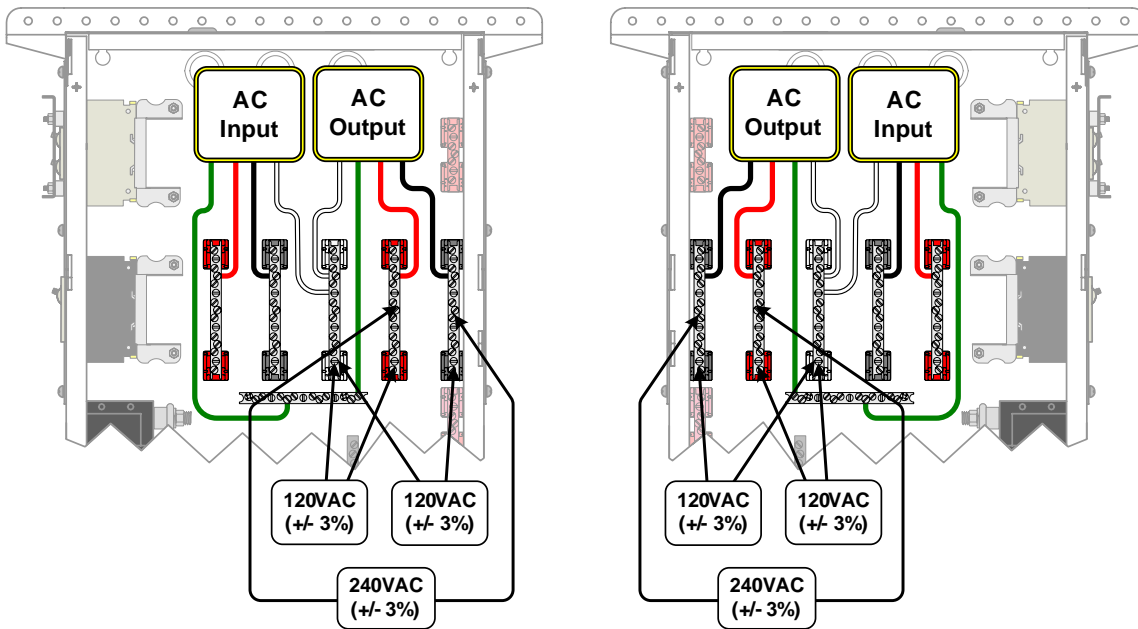 AC
Input
AC
Output
120VAC
(+/- 3%)
120VAC
(+/- 3%)
240VAC
(+/- 3%)
AC
Output
AC
Input
120VAC
(+/- 3%)
120VAC
(+/- 3%)
240VAC
(+/- 3%)